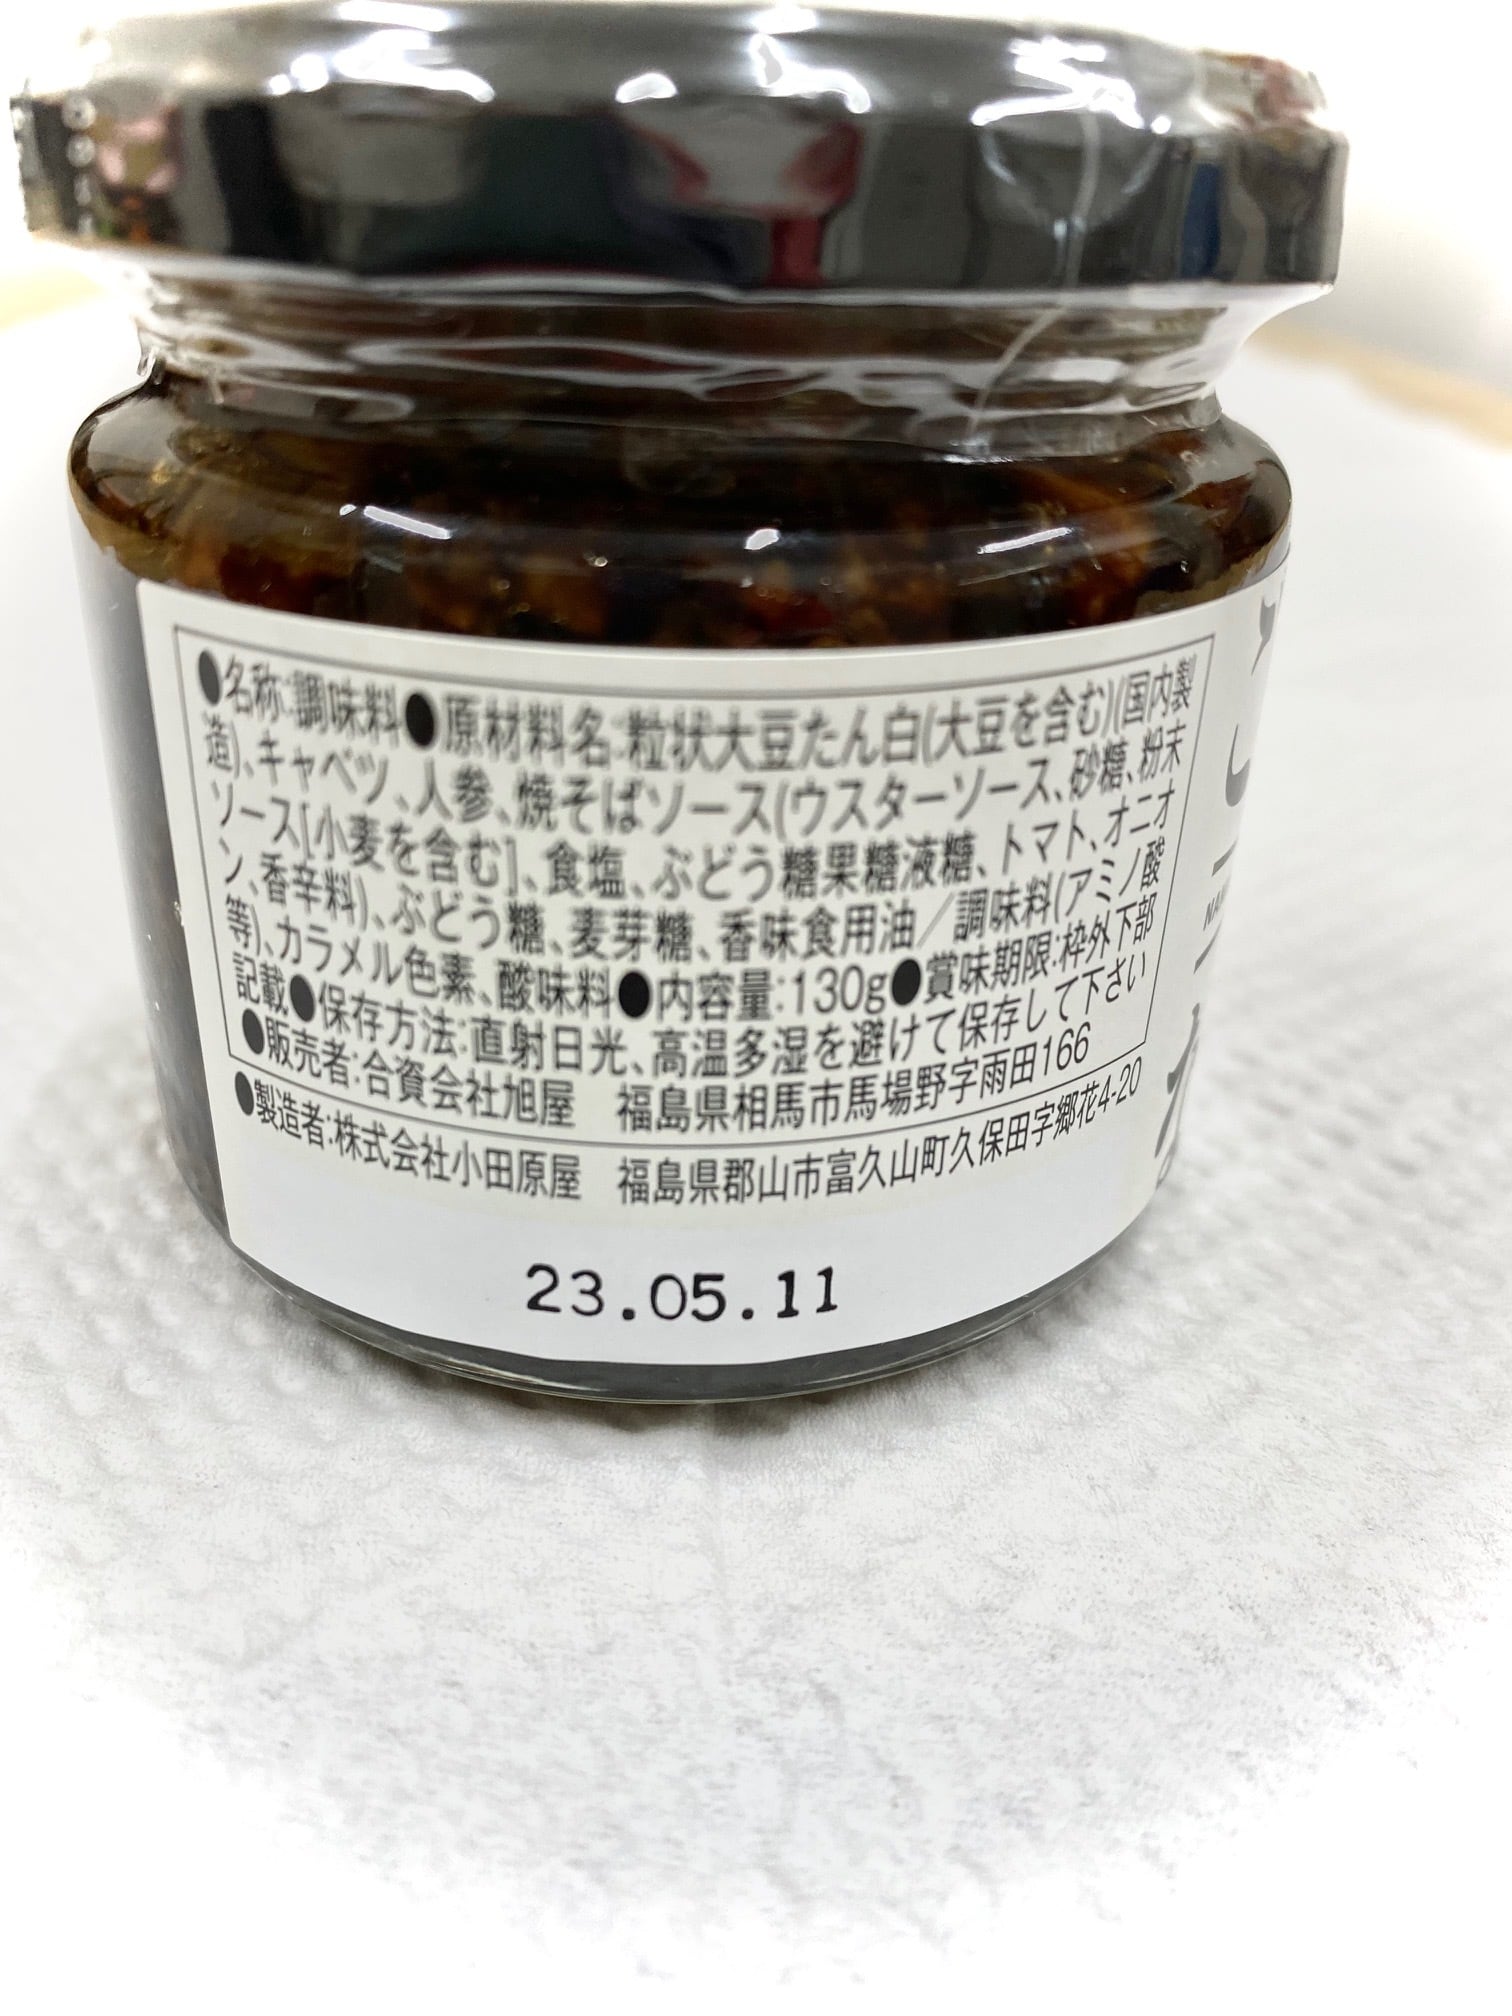 ●名称:調味料●原材料名:粒状大豆たん白(大豆を含む)(国内製
造)、キャベツ、人参、焼そばソース(ウスターソース、砂糖、粉末
ソース[小麦を含む]、食塩、ぶどう糖果糖液糖、トマト、オニオ
ン、香辛料)、ぶどう糖、麦芽糖、香味食用油／調味料(アミノ酸
等)、カラメル色素、酸味料●内容量:130g●賞味期限:枠外下部
記載●保存方法:直射日光、高温多湿を避けて保存して下さい
●販売者:合資会社旭屋　福島県相馬市馬場野字雨田166
●製造者:株式会社小田原屋　福島県郡山市富久山町久保田字郷花4-20
23.05.11